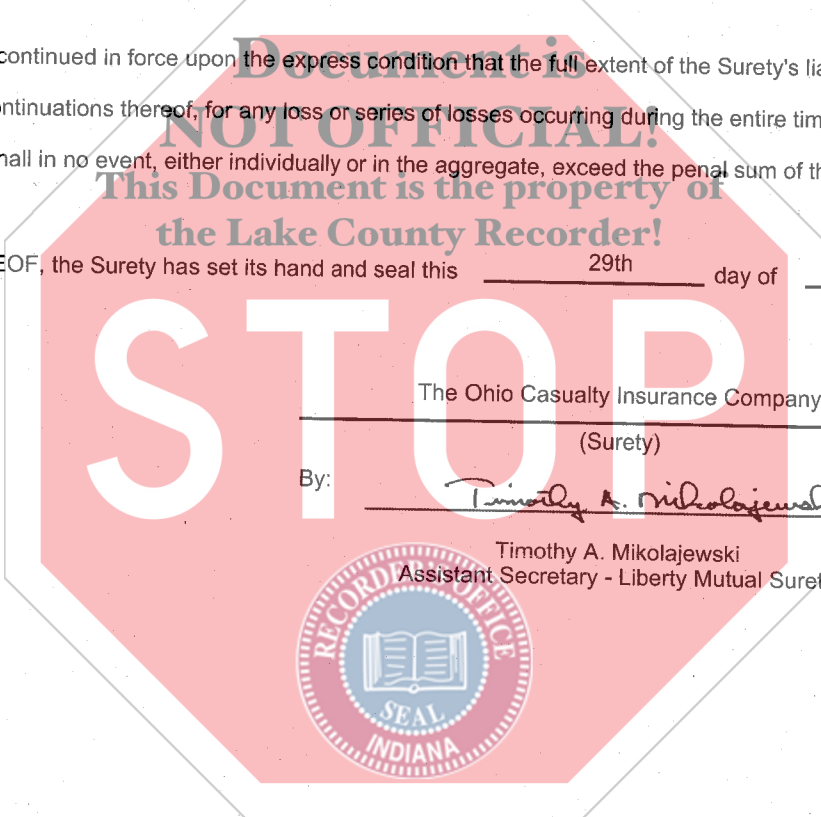 continued in force upon the express condition that the full extent of the Surety's lia
Document is
ontinuations thereof, for any loss or series of losses occurring during the entire tim
NOT OFFICIAL!
hall in no event, either individually or in the aggregate, exceed the penal sum of th
This Document is the property of
the Lake County Recorder!
EOF, the Surety has set its hand and seal this 29th day of
STOP
The Ohio Casualty Insurance Company
(Surety)
By: Timothy A. Mikolajewsk
Timothy A. Mikolajewski
Assistant Secretary - Liberty Mutual Suret
RECORDER'S OFFICE
SEAL
INDIANA